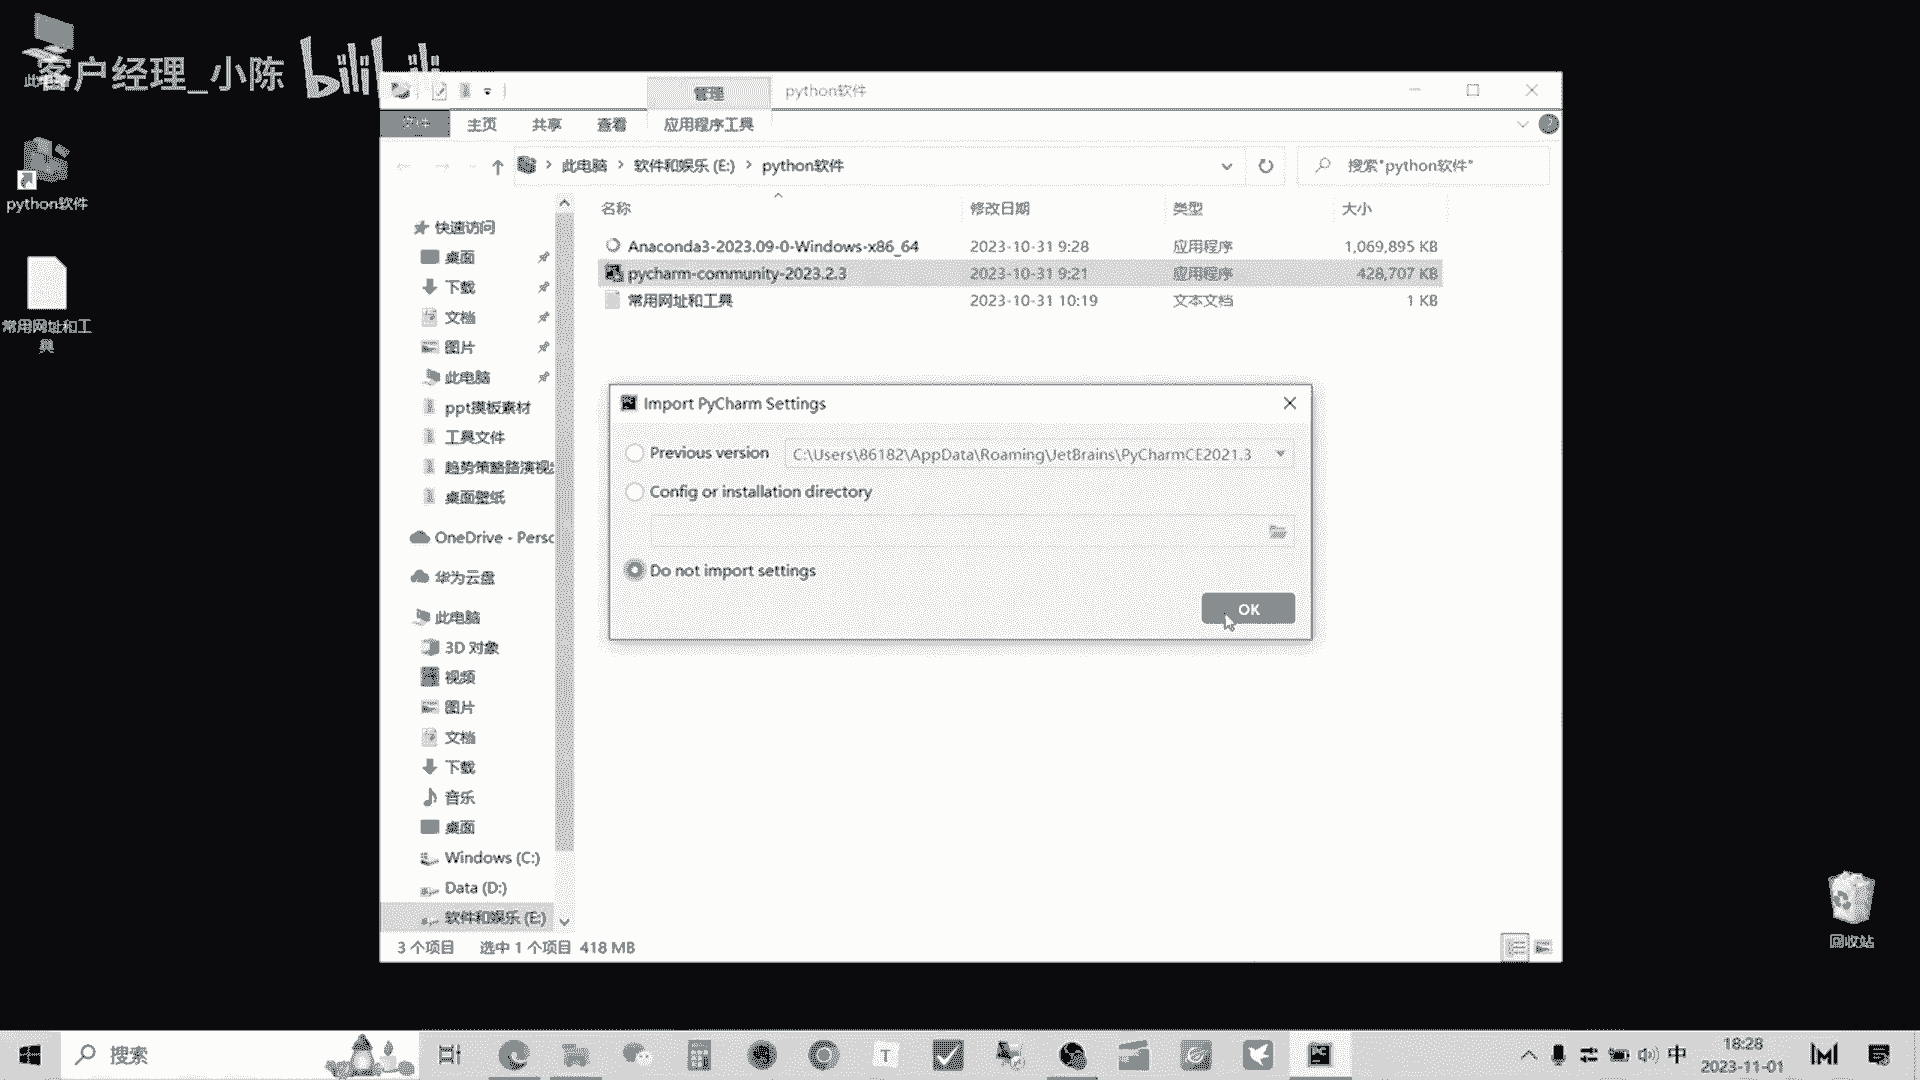 客户经理_小陈 bilibili
此电脑
python软件
常用网址和工
具
管理
python软件
文件
主页
共享
查看
应用程序工具
此电脑 › 软件和娱乐 (E:) › python软件
搜索"python软件"
名称
修改日期
类型
大小
Anaconda3-2023.09-0-Windows-x86_64 2023-10-31 9:28 应用程序 1,069,895 KB
pycharm-community-2023.2.3 2023-10-31 9:21 应用程序 428,707 KB
常用网址和工具 2023-10-31 10:19 文本文档 1 KB
快速访问
桌面
下载
文档
图片
此电脑
ppt摸板素材
工具文件
趋势策略路演视
桌面壁纸
OneDrive - Perso
华为云盘
此电脑
3D 对象
视频
图片
文档
下载
音乐
桌面
Windows (C:)
Data (D:)
软件和娱乐 (E:)
Import PyCharm Settings
Previous version
C:\Users\86182\AppData\Roaming\JetBrains\PyCharmCE2021.3
Config or installation directory
Do not import settings
OK
3 个项目 选中 1 个项目 418 MB
回收站
搜索
中
18:28
2023-11-01